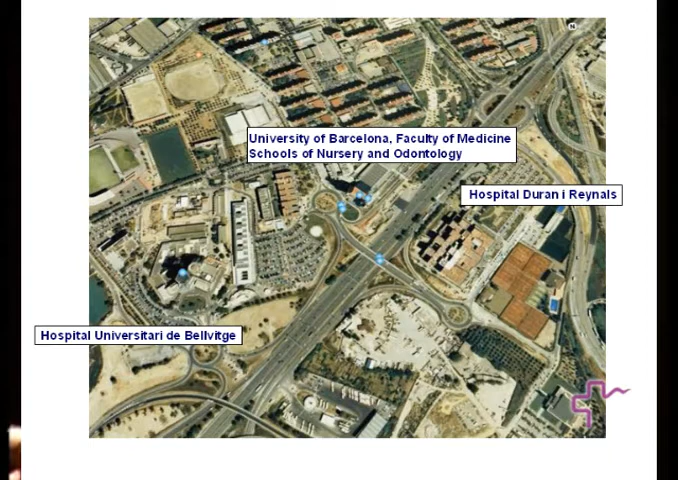 University of Barcelona, Faculty of Medicine
Schools of Nursery and Odontology
Hospital Duran i Reynals
Hospital Universitari de Bellvitge